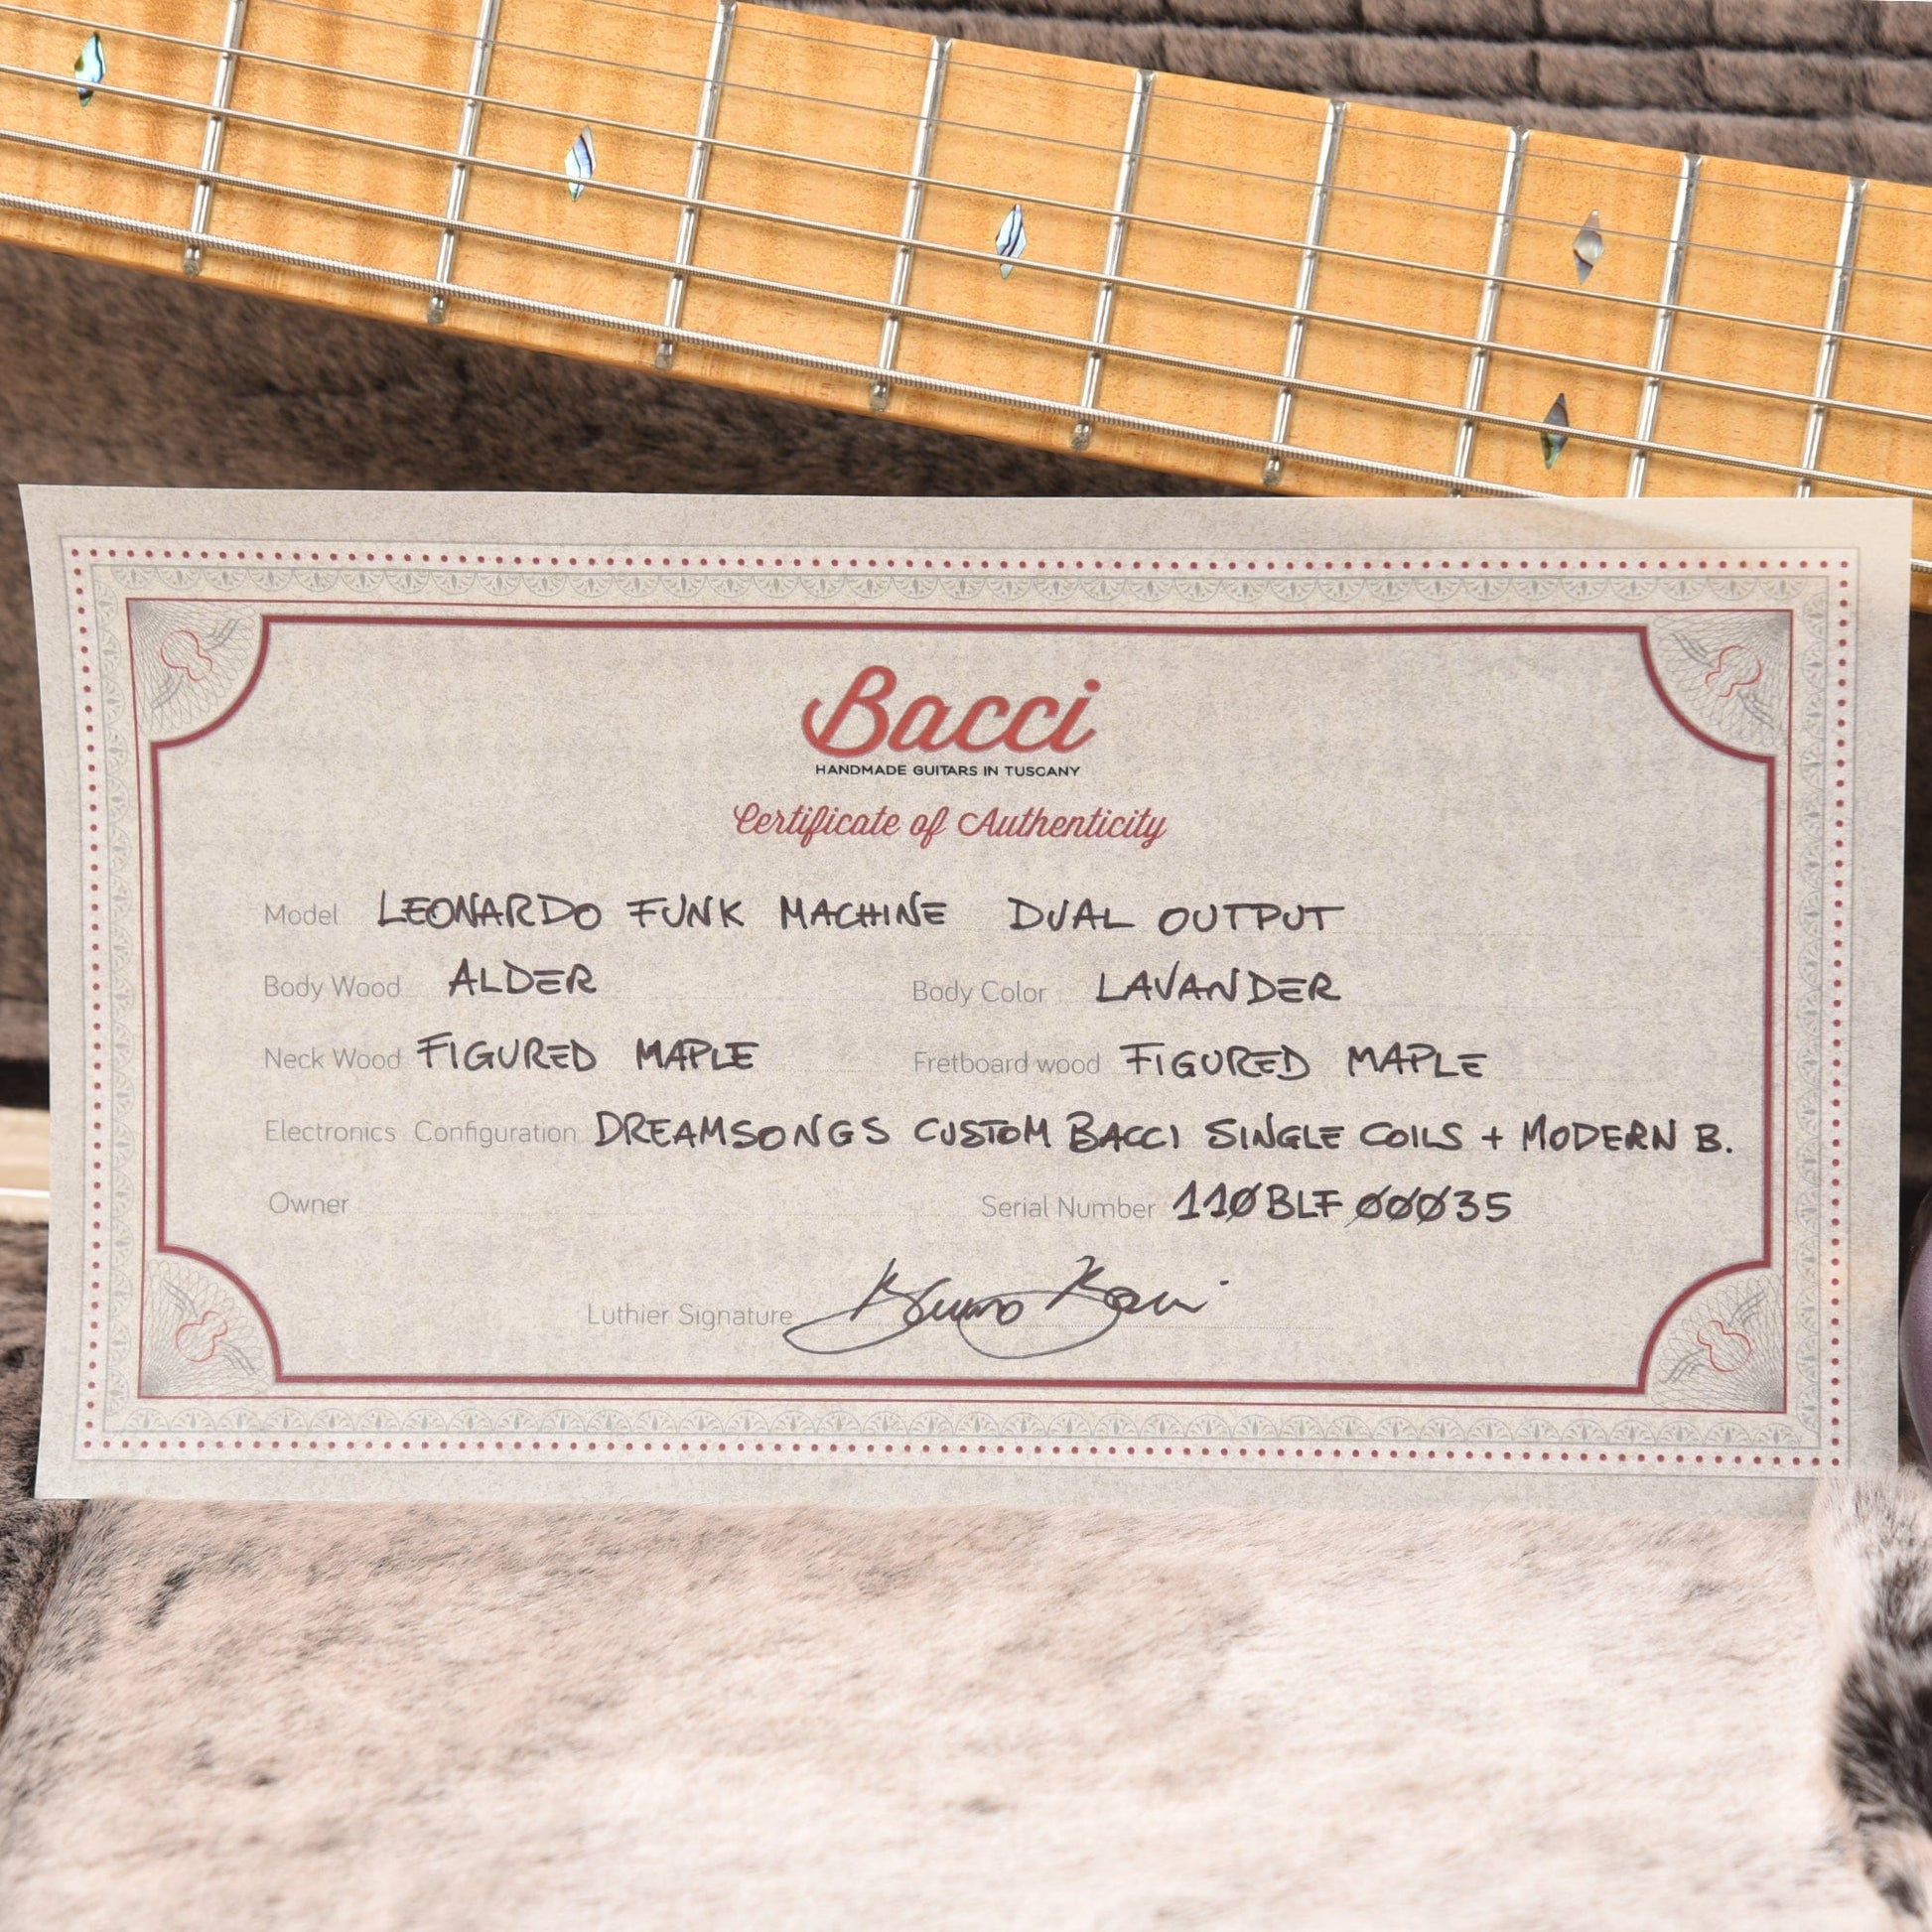 Bacci
HANDMADE GUITARS IN TUSCANY
Certificate of Authenticity
Model LEONARDO FUNK MACHINE DUAL OUTPUT
Body Wood ALDER Body Color LAVANDER
Neck Wood FIGURED MAPLE Fretboard wood FIGURED MAPLE
Electronics Configuration DREAMSONGS CUSTOM BACCI SINGLE COILS + MODERN B.
Owner Serial Number 110BLF00035
Luthier Signature Bruno Bacci